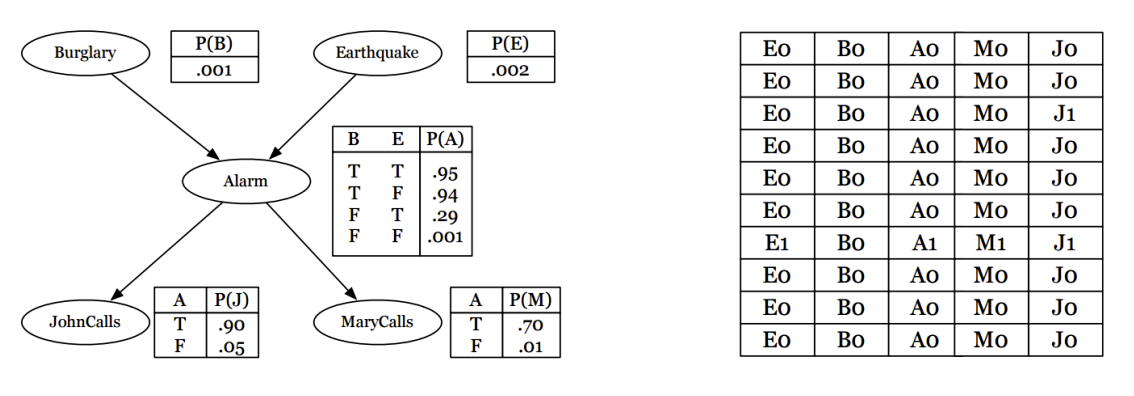 Burglary
P(B)
.001
Earthquake
P(E)
.002
B E P(A)
T T .95
T F .94
F T .29
F F .001
Alarm
JohnCalls
A P(J)
T .90
F .05
MaryCalls
A P(M)
T .70
F .01
E0 B0 A0 M0 J0
E0 B0 A0 M0 J0
E0 B0 A0 M0 J1
E0 B0 A0 M0 J0
E0 B0 A0 M0 J0
E0 B0 A0 M0 J0
E1 B0 A1 M1 J1
E0 B0 A0 M0 J0
E0 B0 A0 M0 J0
E0 B0 A0 M0 J0